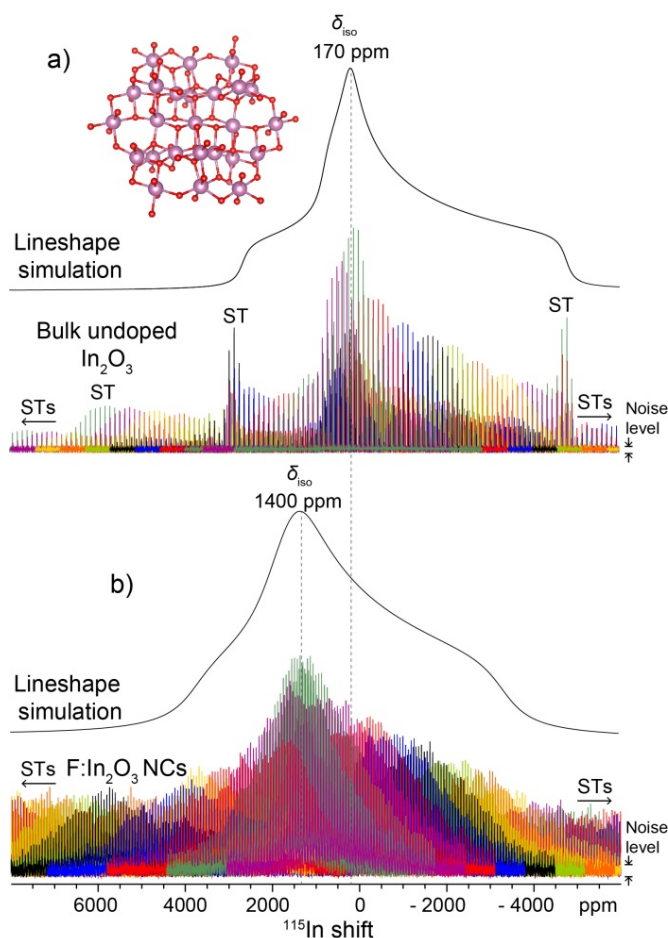 a)
δiso
170 ppm
Lineshape
simulation
Bulk undoped
In₂O₃
ST
ST
ST
STs
STs
Noise
level
δiso
1400 ppm
b)
Lineshape
simulation
STs
F:In₂O₃ NCs
STs
Noise
level
6000 4000 2000 0 - 2000 - 4000 ppm
¹¹⁵In shift